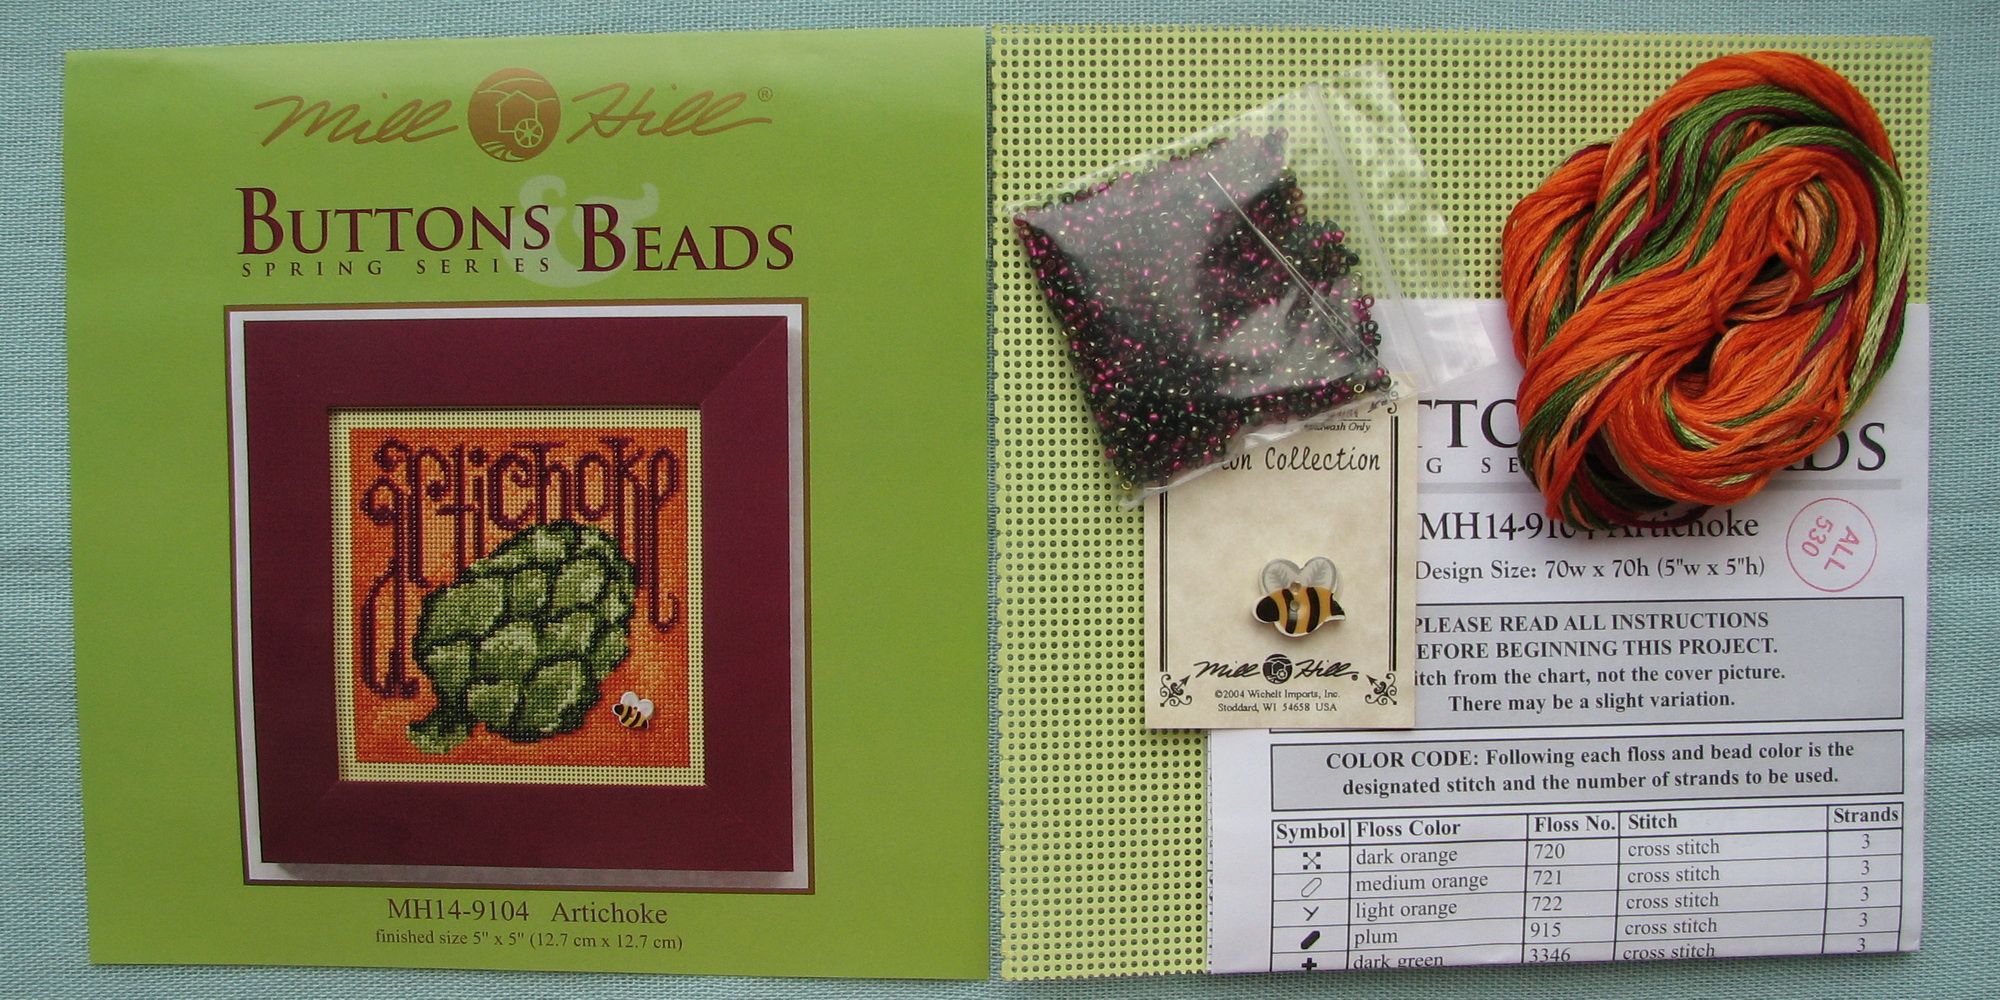 Mill Hill®
BUTTONS & BEADS
SPRING SERIES
artichoke
MH14-9104 Artichoke
finished size 5" x 5" (12.7 cm x 12.7 cm)
Only
Collection
Mill Hill®
©2004 Wichelt Imports, Inc.
Stoddard, WI 54658 USA
MH14-9104 Artichoke
Design Size: 70w x 70h (5"w x 5"h)
ALL
530
PLEASE READ ALL INSTRUCTIONS
EFORE BEGINNING THIS PROJECT.
itch from the chart, not the cover picture.
There may be a slight variation.
COLOR CODE: Following each floss and bead color is the
designated stitch and the number of strands to be used.
Symbol Floss Color Floss No. Stitch Strands
dark orange 720 cross stitch 3
medium orange 721 cross stitch 3
light orange 722 cross stitch 3
plum 915 cross stitch 3
dark green 3346 cross stitch 3